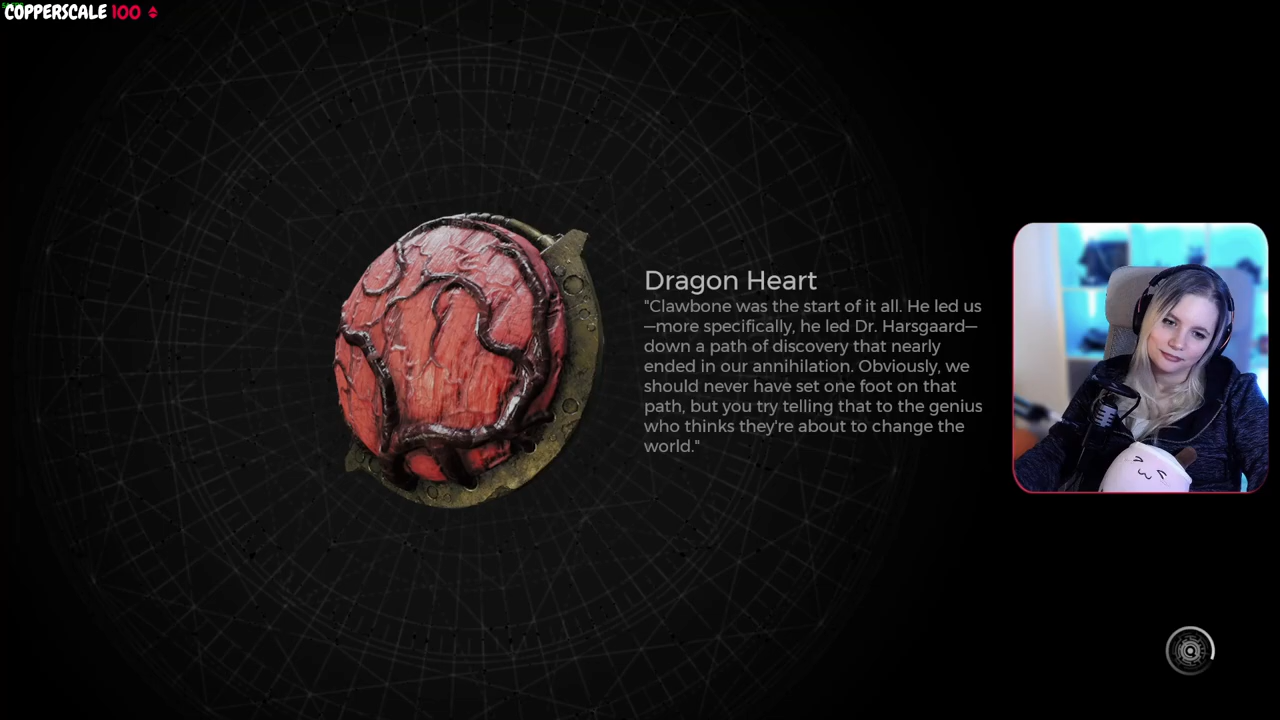 COPPERSCALE 100
Dragon Heart
"Clawbone was the start of it all. He led us
—more specifically, he led Dr. Harsgaard—
down a path of discovery that nearly
ended in our annihilation. Obviously, we
should never have set one foot on that
path, but you try telling that to the genius
who thinks they're about to change the
world."